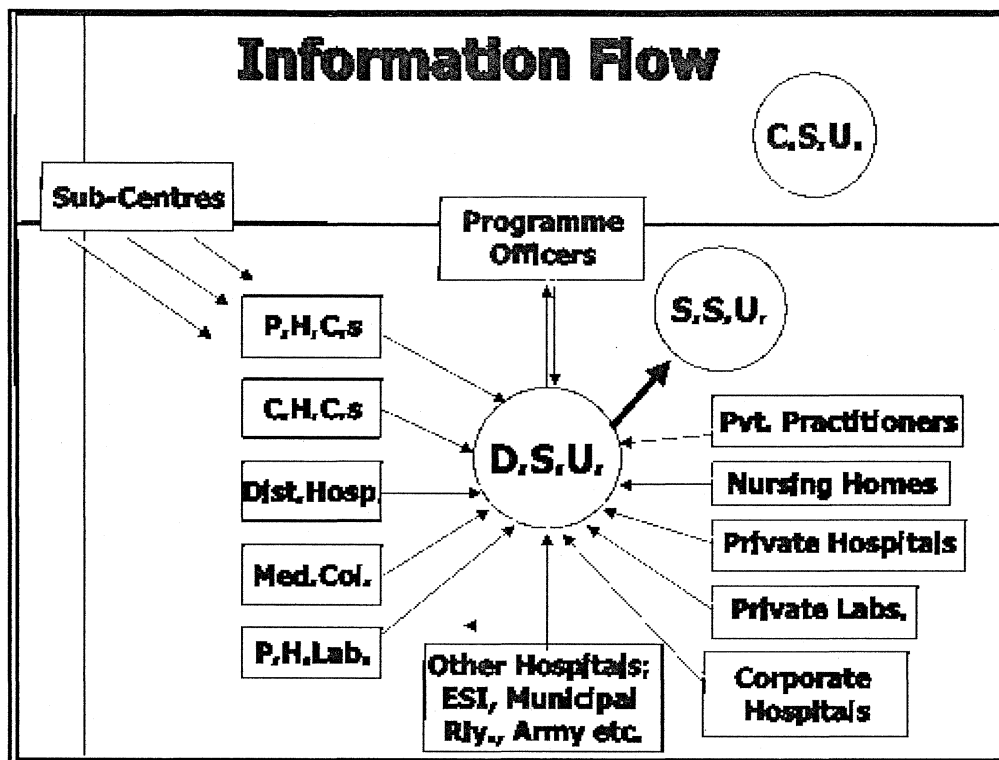 Information Flow
C.S.U.
Sub-Centres
Programme
Officers
S.S.U.
P.H.C.s
C.H.C.s
D.S.U.
Pvt. Practitioners
Dist.Hosp.
Nursing Homes
Med.Col.
Private Hospitals
P.H.Lab.
Private Labs.
Other Hospitals;
ESI, Municipal
Rly., Army etc.
Corporate
Hospitals